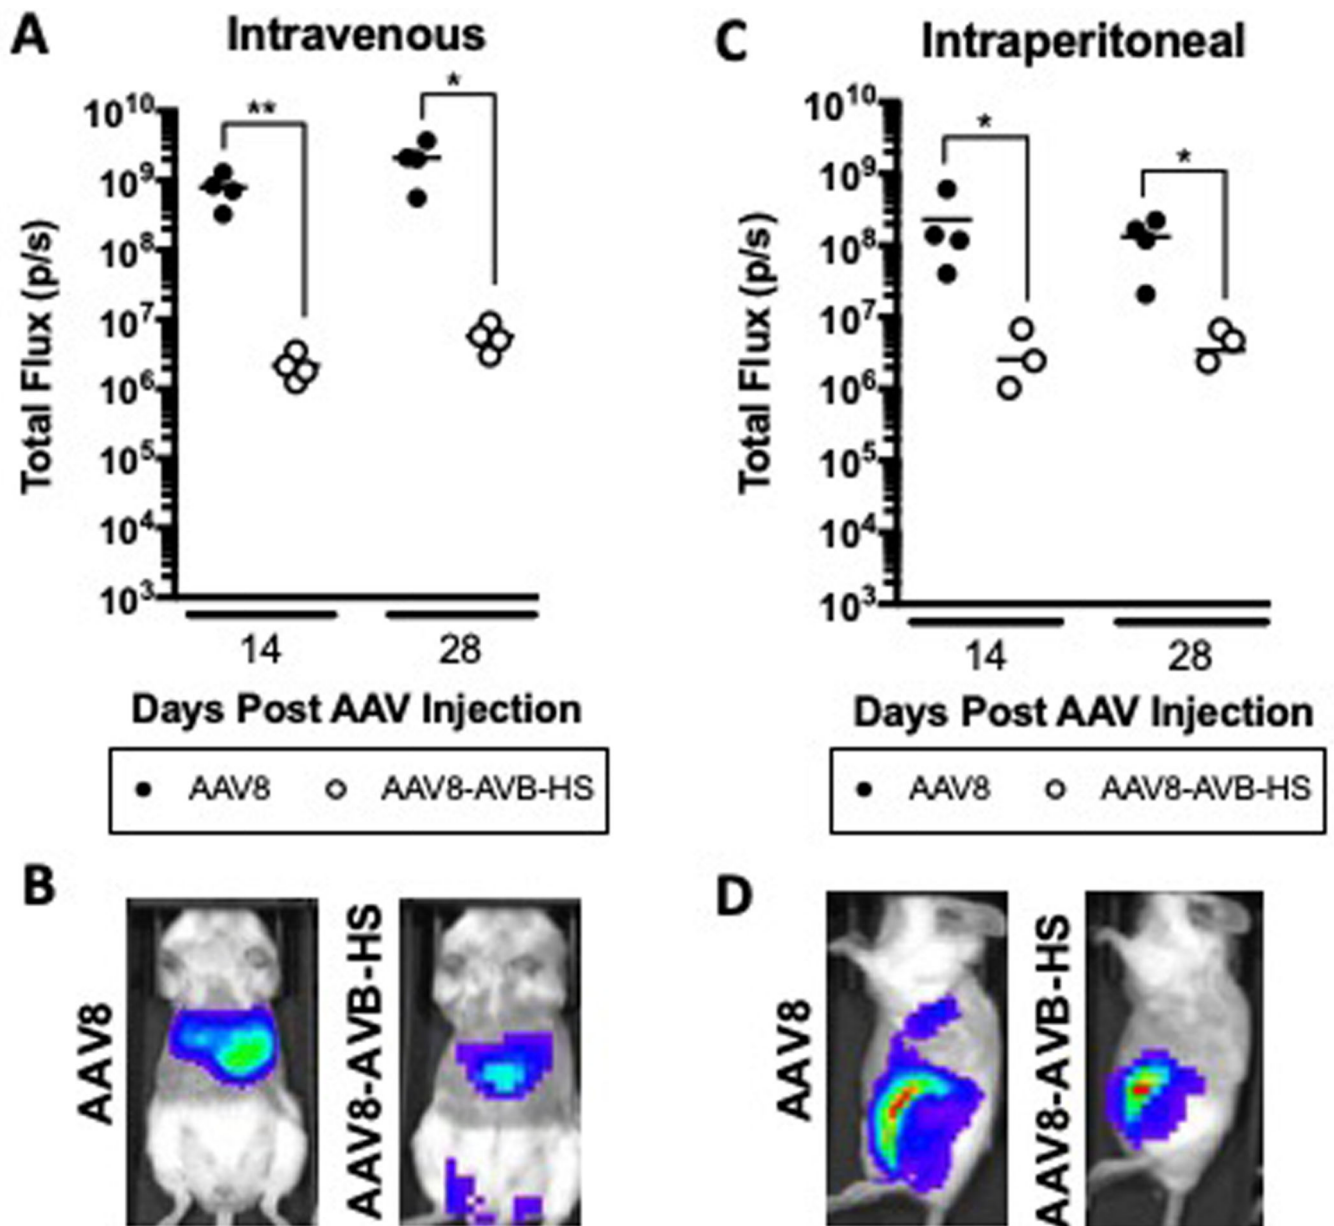 A
Intravenous
**
*
10^10
10^9
10^8
10^7
10^6
10^5
10^4
10^3
Total Flux (p/s)
14
28
Days Post AAV Injection
AAV8
AAV8-AVB-HS
C
Intraperitoneal
*
*
10^10
10^9
10^8
10^7
10^6
10^5
10^4
10^3
Total Flux (p/s)
14
28
Days Post AAV Injection
AAV8
AAV8-AVB-HS
B
AAV8
AAV8-AVB-HS
D
AAV8
AAV8-AVB-HS